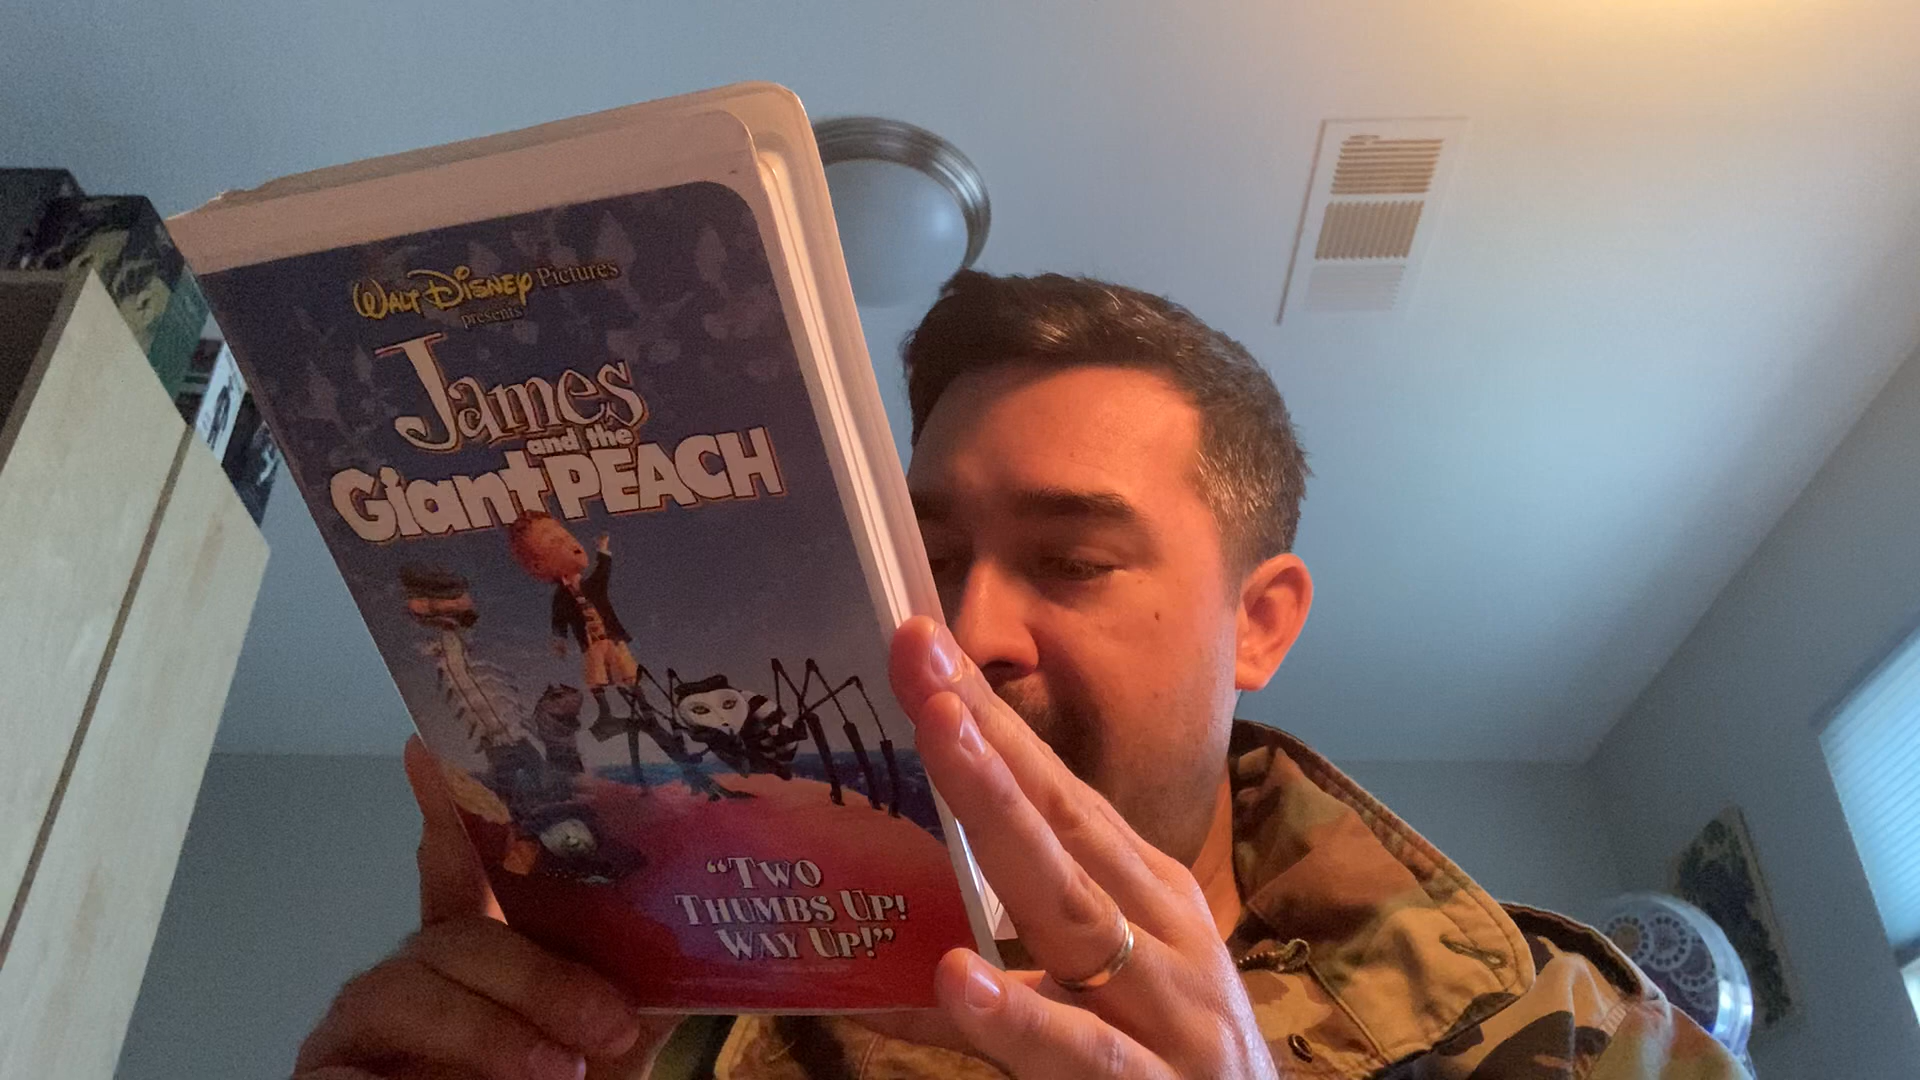 WALT DISNEY Pictures
presents
James
and the
Giant PEACH
"TWO
THUMBS UP!
WAY UP!"